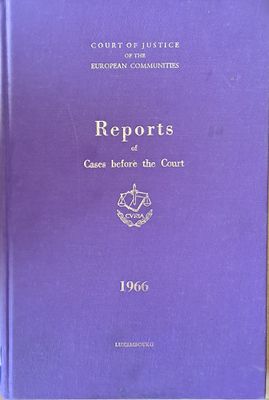 COURT OF JUSTICE
OF THE
EUROPEAN COMMUNITIES
Reports
of
Cases before the Court
CVRIA
1966
LUXEMBOURG